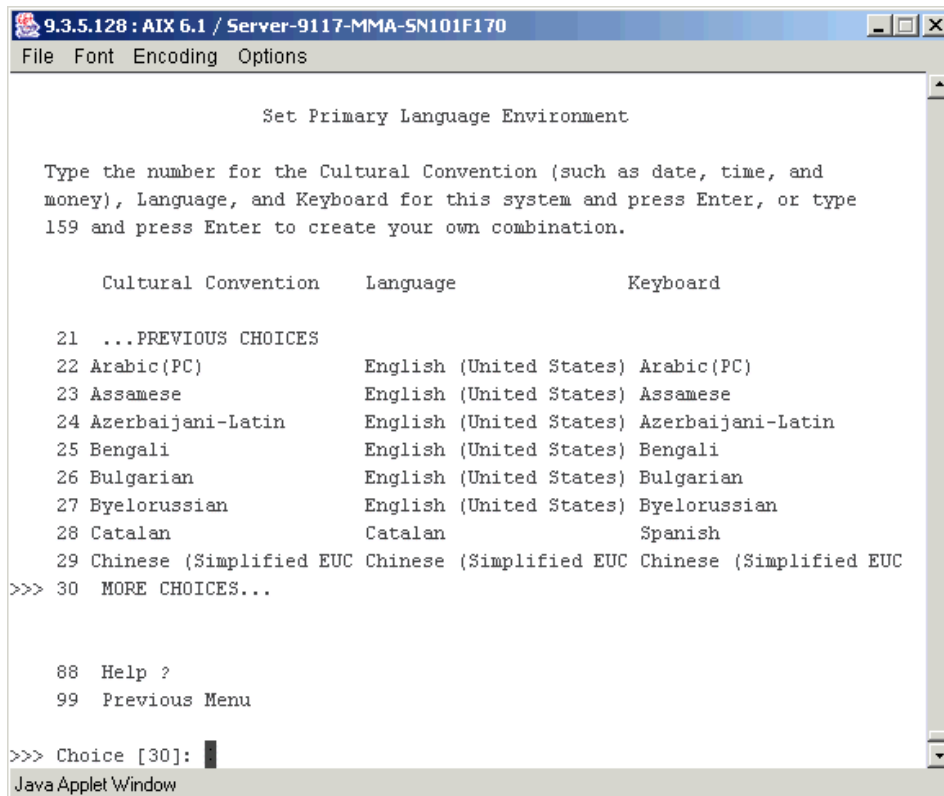 9.3.5.128 : AIX 6.1 / Server-9117-MMA-SN101F170
File Font Encoding Options
Set Primary Language Environment
Type the number for the Cultural Convention (such as date, time, and
money), Language, and Keyboard for this system and press Enter, or type
159 and press Enter to create your own combination.
Cultural Convention Language Keyboard
21 ...PREVIOUS CHOICES
22 Arabic(PC) English (United States) Arabic(PC)
23 Assamese English (United States) Assamese
24 Azerbaijani-Latin English (United States) Azerbaijani-Latin
25 Bengali English (United States) Bengali
26 Bulgarian English (United States) Bulgarian
27 Byelorussian English (United States) Byelorussian
28 Catalan Catalan Spanish
29 Chinese (Simplified EUC Chinese (Simplified EUC Chinese (Simplified EUC
>>> 30 MORE CHOICES...
88 Help ?
99 Previous Menu
>>> Choice [30]:
Java Applet Window